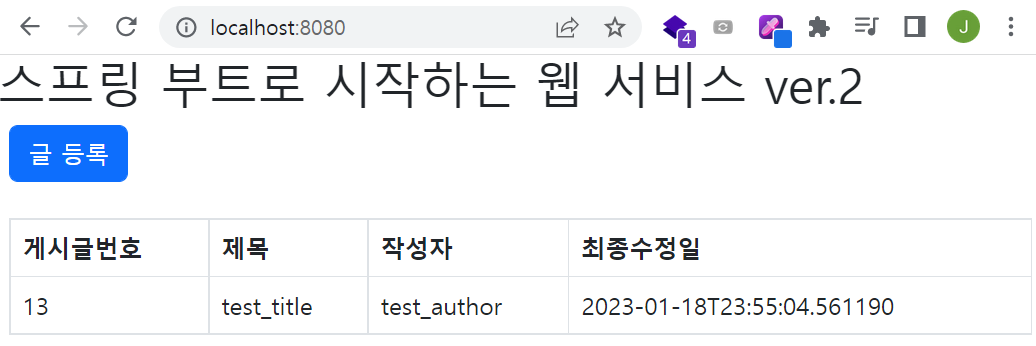 localhost:8080
4
J
스프링 부트로 시작하는 웹 서비스 ver.2
글 등록
게시글번호 제목 작성자 최종수정일
13 test_title test_author 2023-01-18T23:55:04.561190